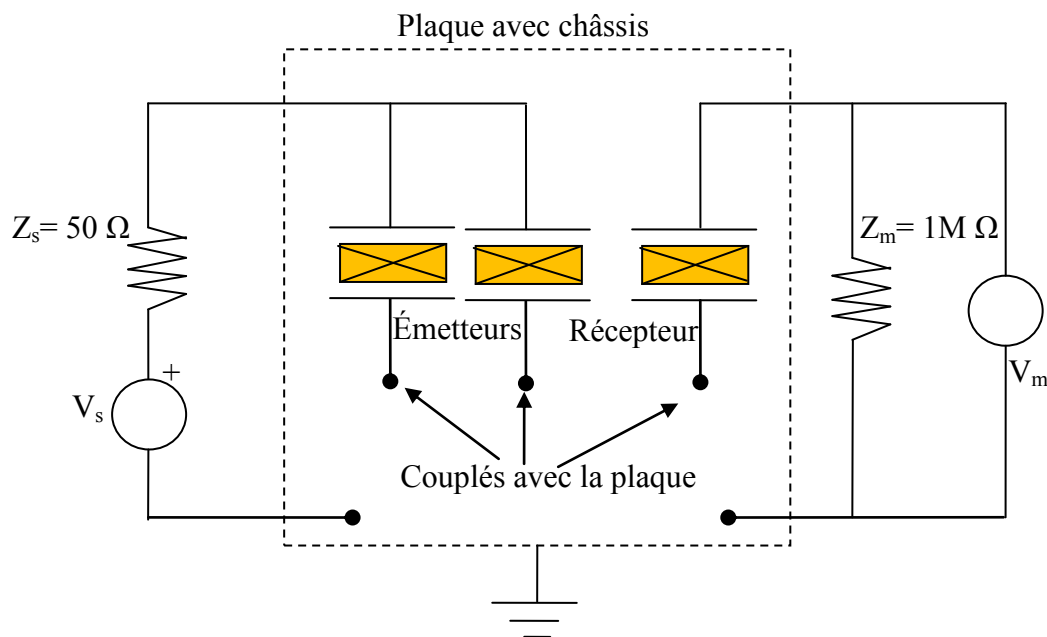 Plaque avec châssis
Zs= 50 Ω
Zm= 1M Ω
Émetteurs
Récepteur
+
Vs
Vm
Couplés avec la plaque